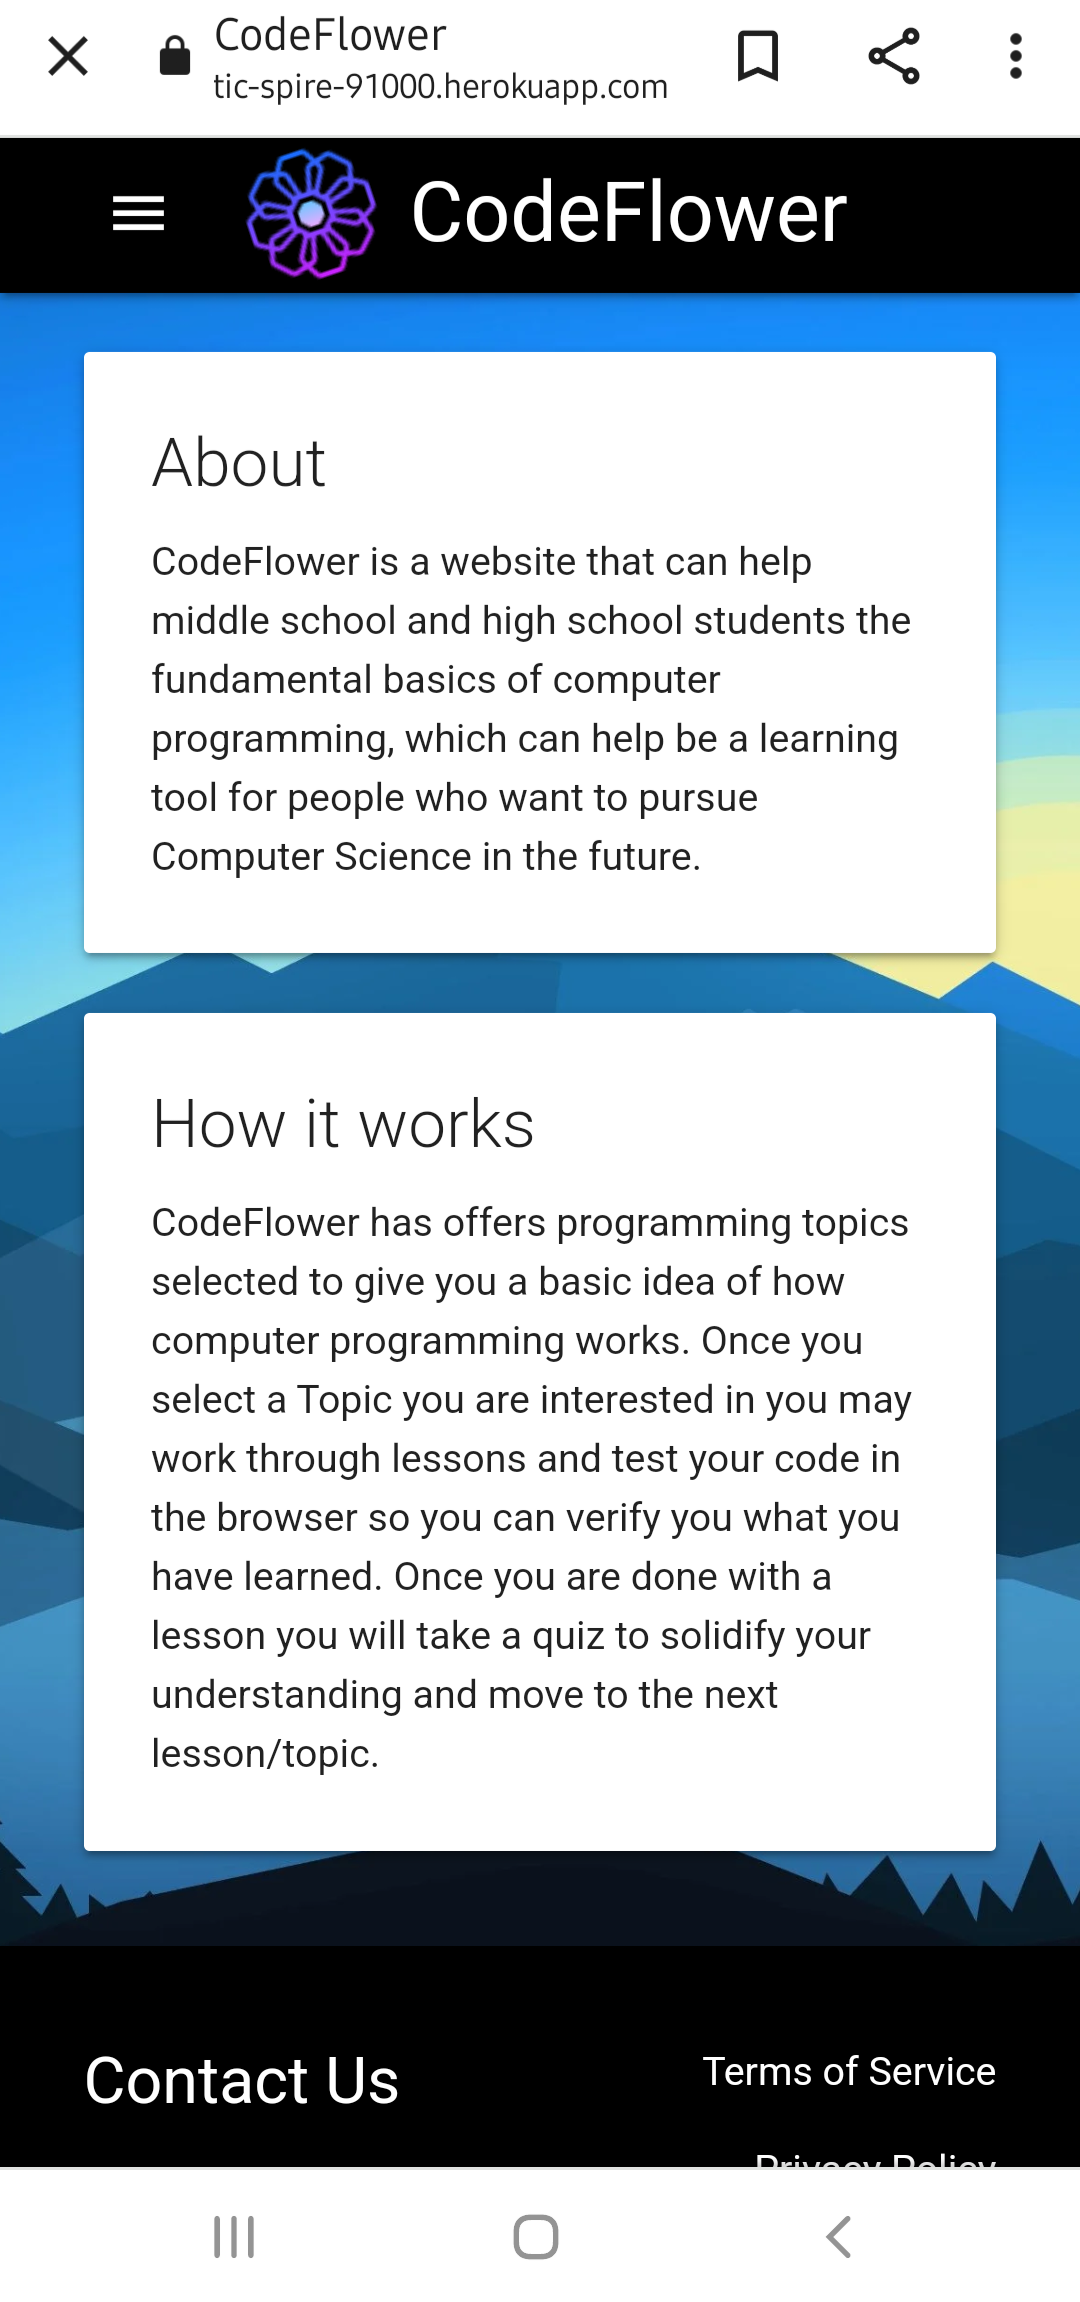 CodeFlower
tic-spire-91000.herokuapp.com
CodeFlower
About
CodeFlower is a website that can help
middle school and high school students the
fundamental basics of computer
programming, which can help be a learning
tool for people who want to pursue
Computer Science in the future.
How it works
CodeFlower has offers programming topics
selected to give you a basic idea of how
computer programming works. Once you
select a Topic you are interested in you may
work through lessons and test your code in
the browser so you can verify you what you
have learned. Once you are done with a
lesson you will take a quiz to solidify your
understanding and move to the next
lesson/topic.
Contact Us
Terms of Service
Privacy Policy